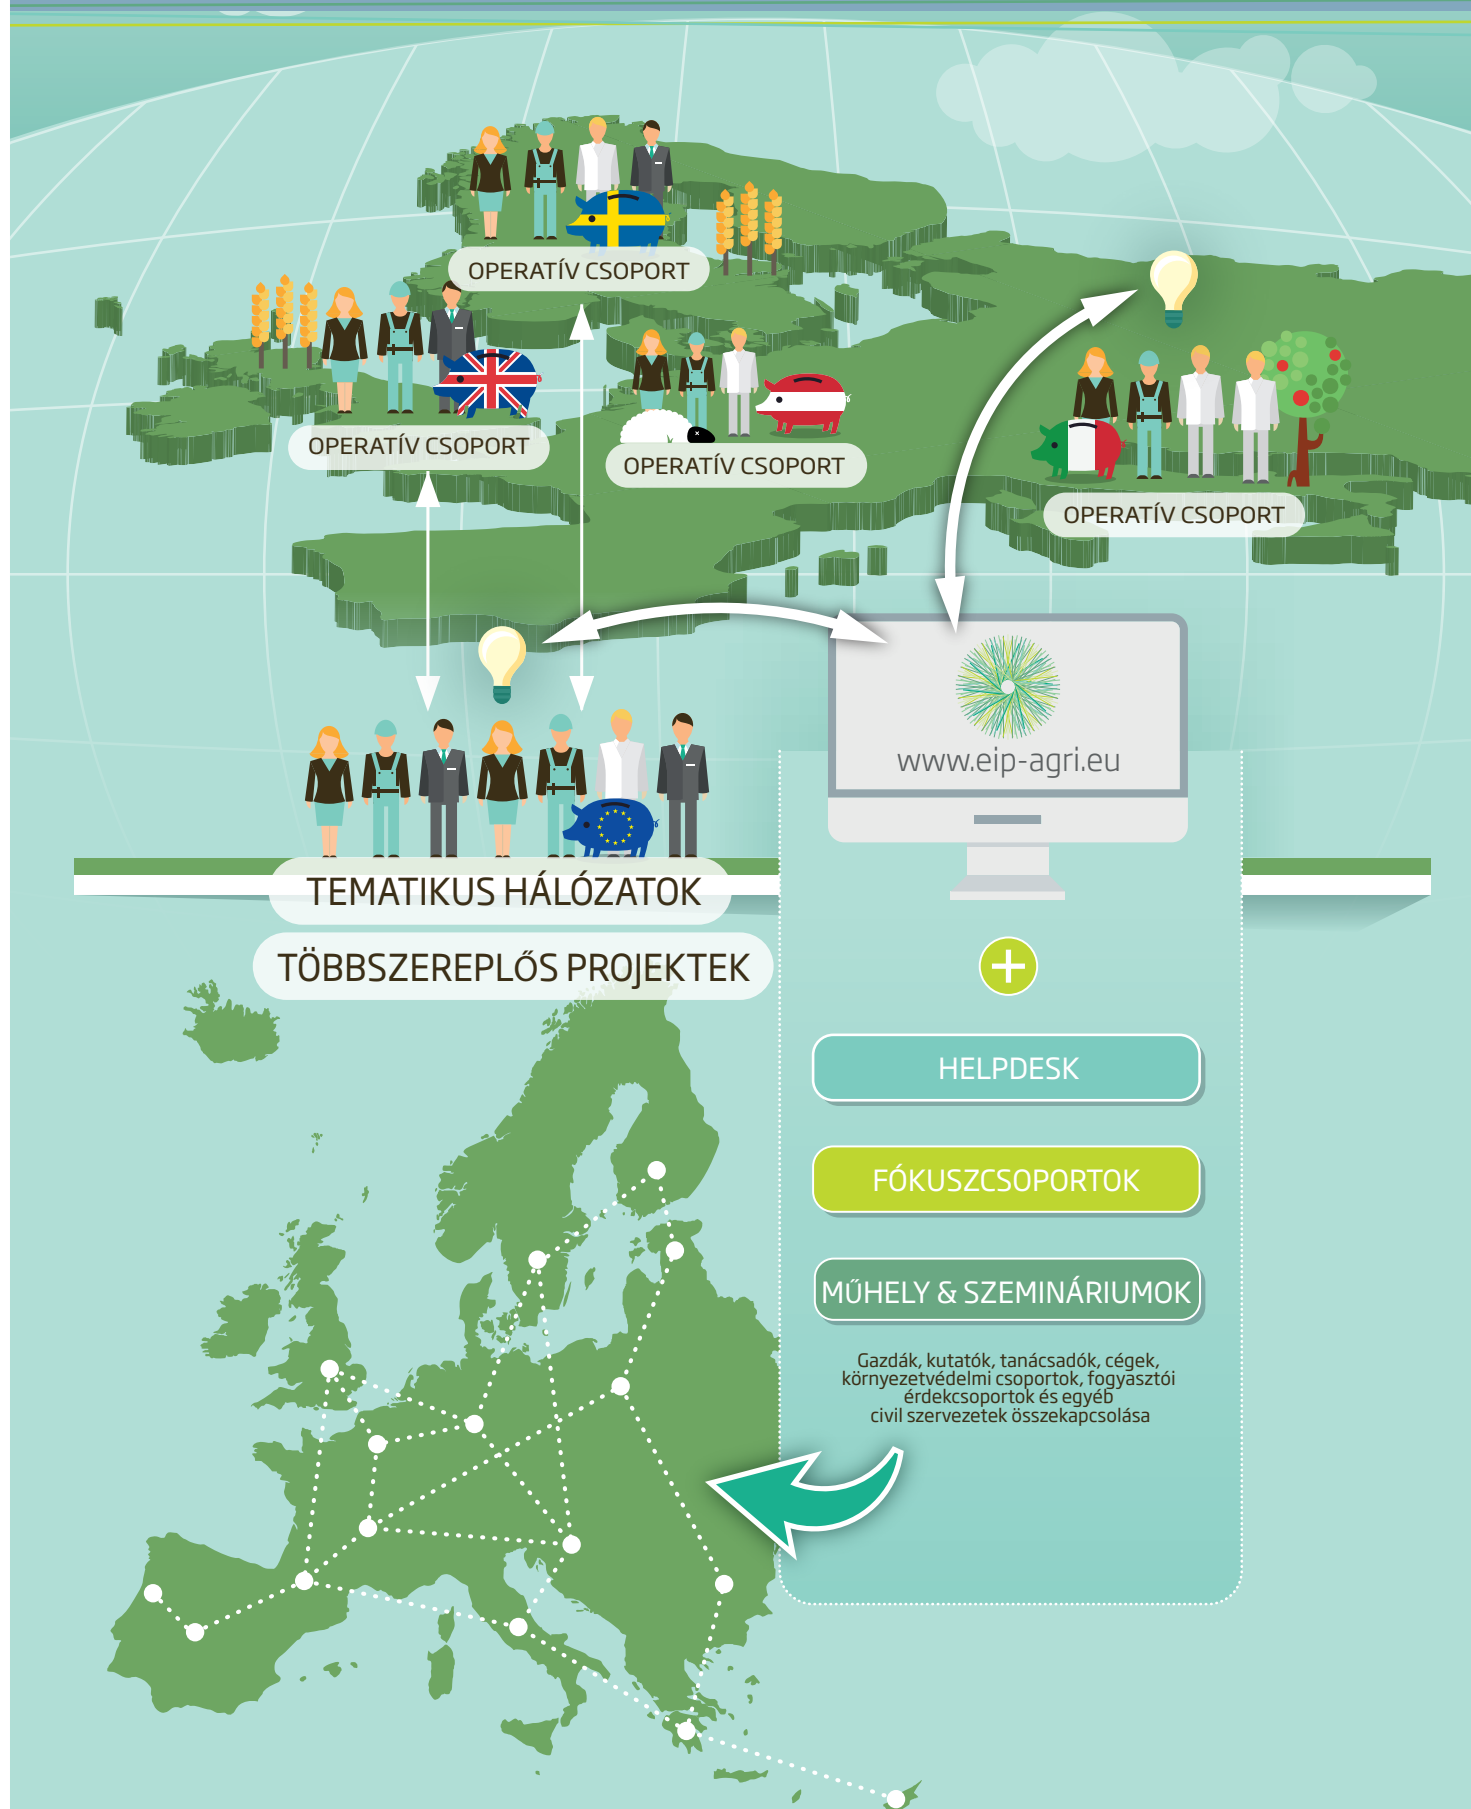 OPERATÍV CSOPORT
OPERATÍV CSOPORT
OPERATÍV CSOPORT
OPERATÍV CSOPORT
www.eip-agri.eu
TEMATIKUS HÁLÓZATOK
TÖBBSZEREPLŐS PROJEKTEK
HELPDESK
FÓKUSZCSOPORTOK
MŰHELY & SZEMINÁRIUMOK
Gazdák, kutatók, tanácsadók, cégek,
környezetvédelmi csoportok, fogyasztói
érdekcsoportok és egyéb
civil szervezetek összekapcsolása